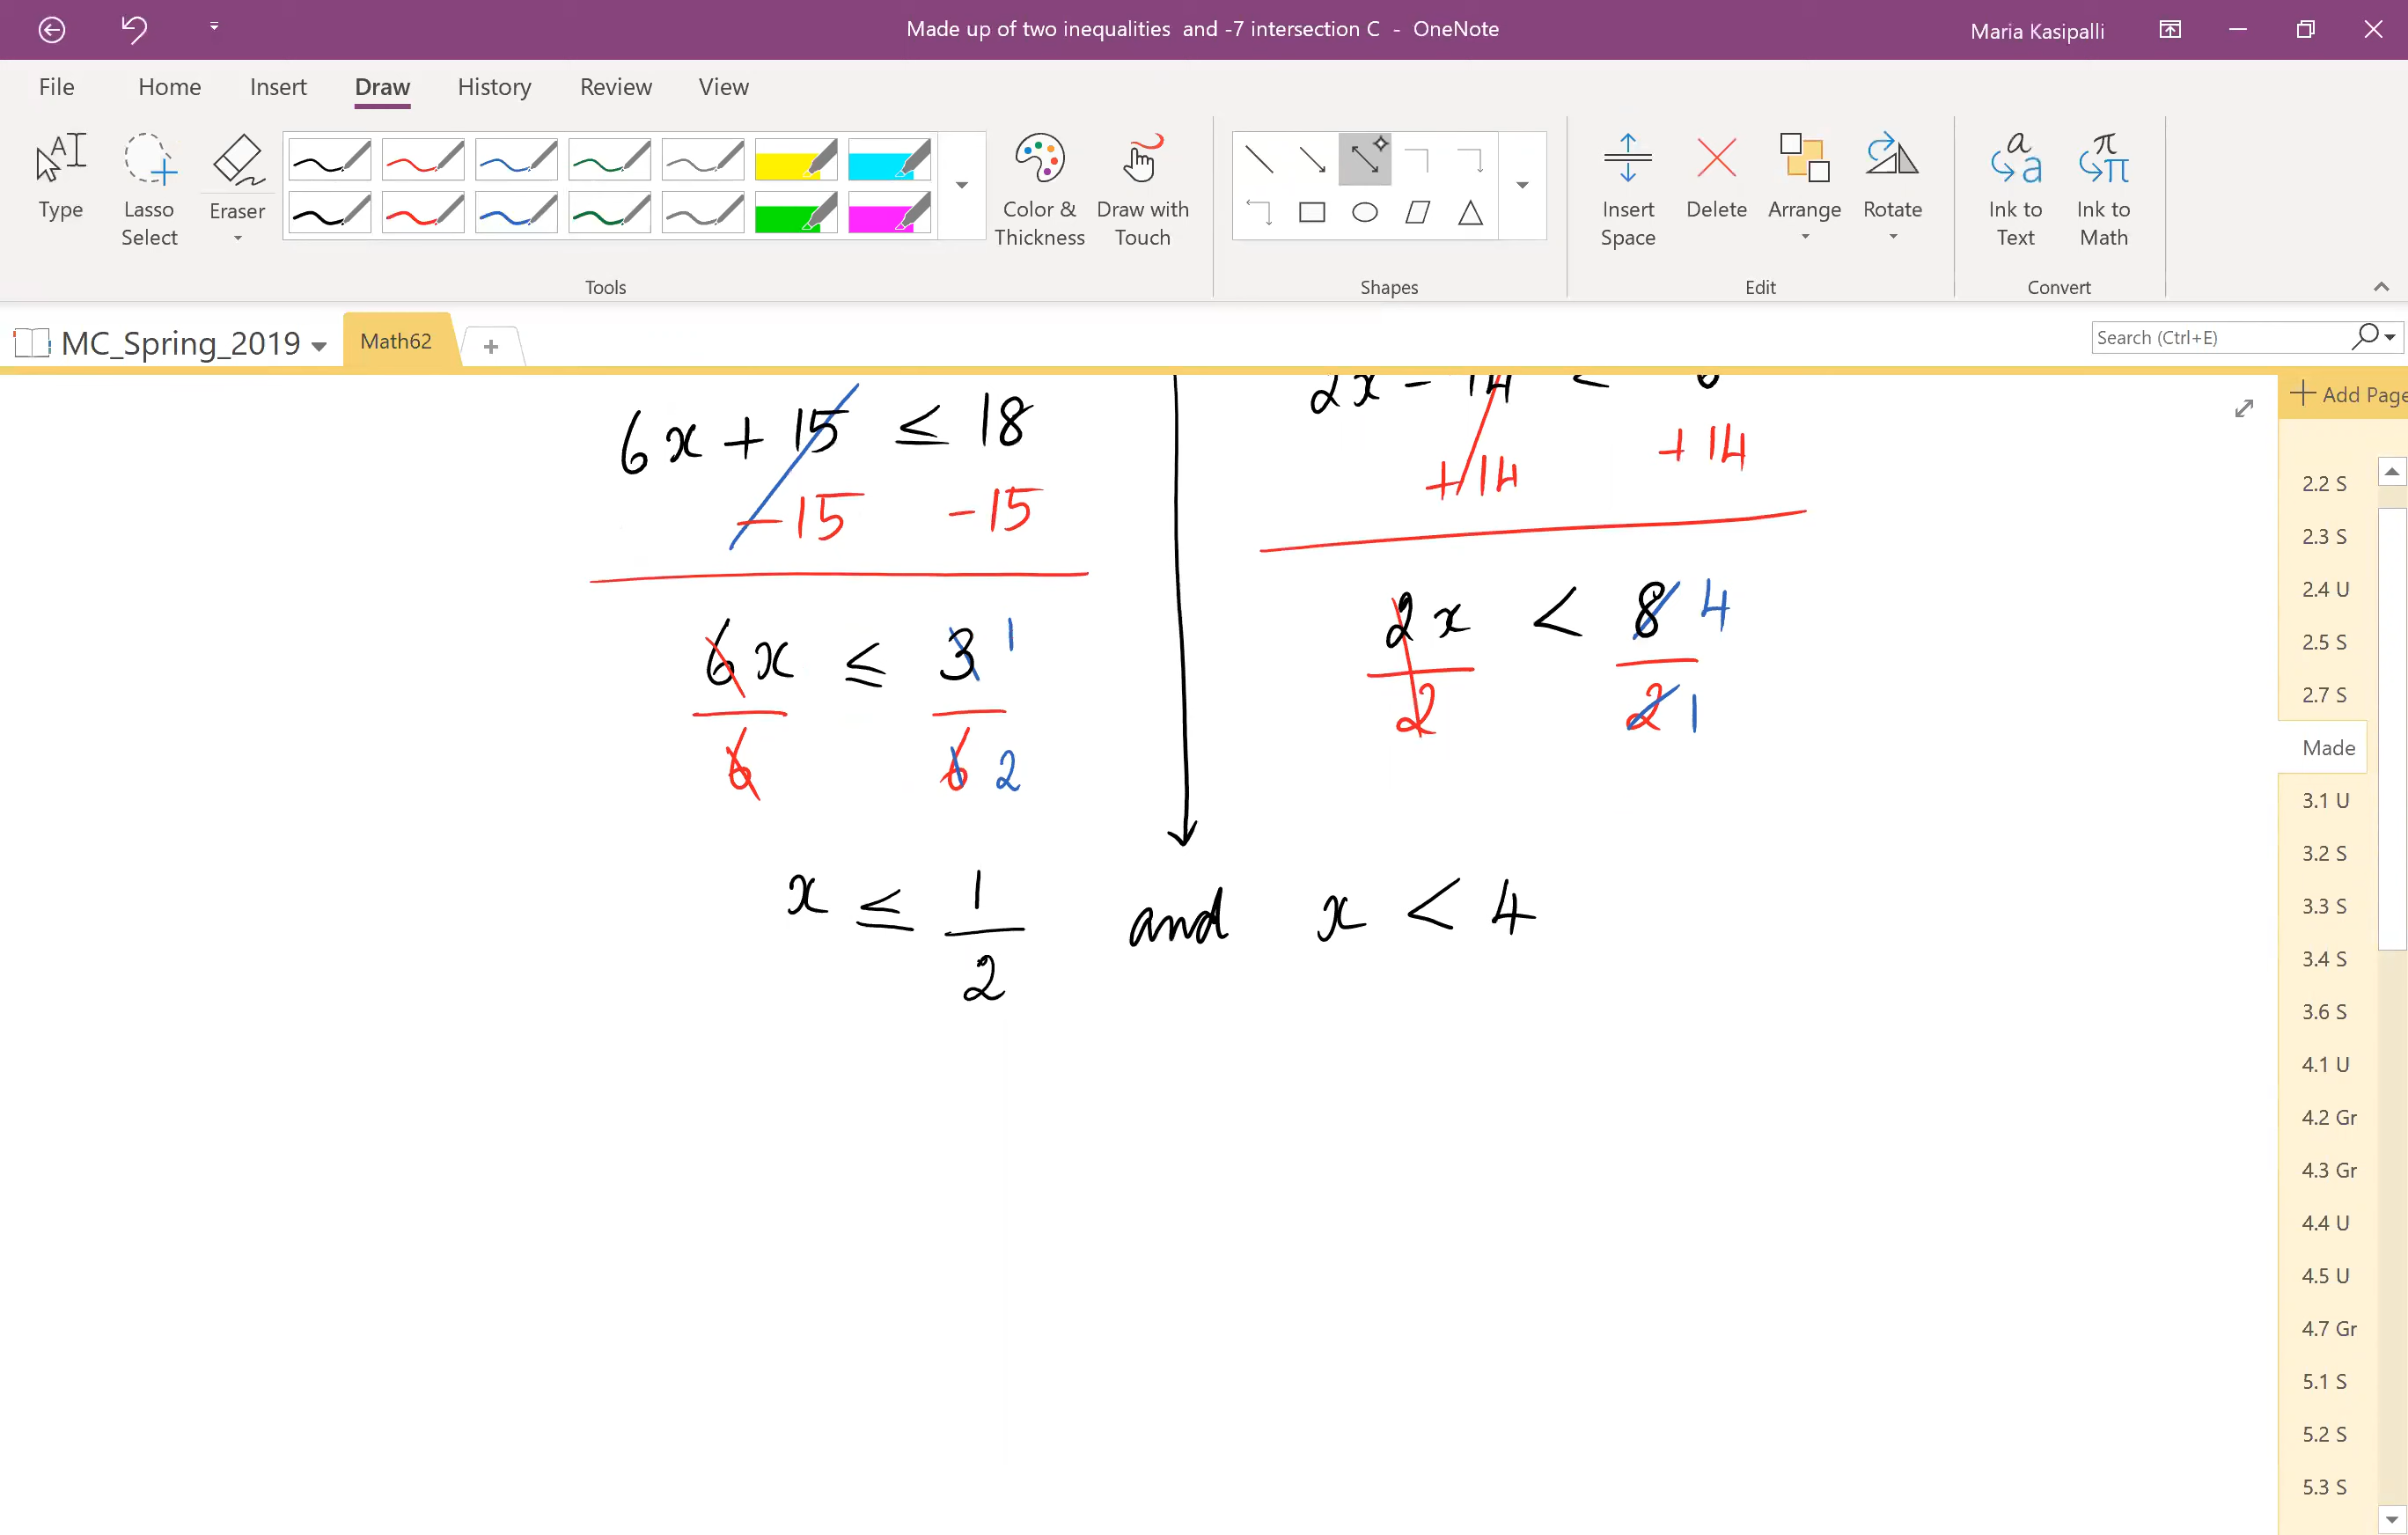 Made up of two inequalities and -7 intersection C - OneNote
Maria Kasipalli
File Home Insert Draw History Review View
Type
Lasso Select
Eraser
Color & Thickness
Draw with Touch
Insert Space
Delete
Arrange
Rotate
Ink to Text
Ink to Math
Tools Shapes Edit Convert
MC_Spring_2019
Math62
+
Search (Ctrl+E)
Add Page
2.2 S
2.3 S
2.4 U
2.5 S
2.7 S
Made
3.1 U
3.2 S
3.3 S
3.4 S
3.6 S
4.1 U
4.2 Gr
4.3 Gr
4.4 U
4.5 U
4.7 Gr
5.1 S
5.2 S
5.3 S
6x + 15 ≤ 18
-15 -15
6x ≤ 3 1
6 6 2
2x - 14 <
+14 +14
2x < 8 4
2 2 1
x ≤ 1/2 and x < 4